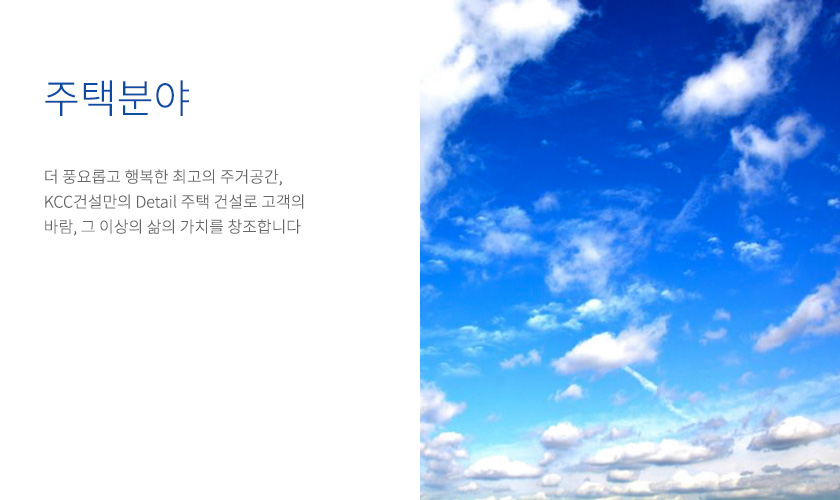 주택분야
더 풍요롭고 행복한 최고의 주거공간,
KCC건설만의 Detail 주택 건설로 고객의
바람, 그 이상의 삶의 가치를 창조합니다